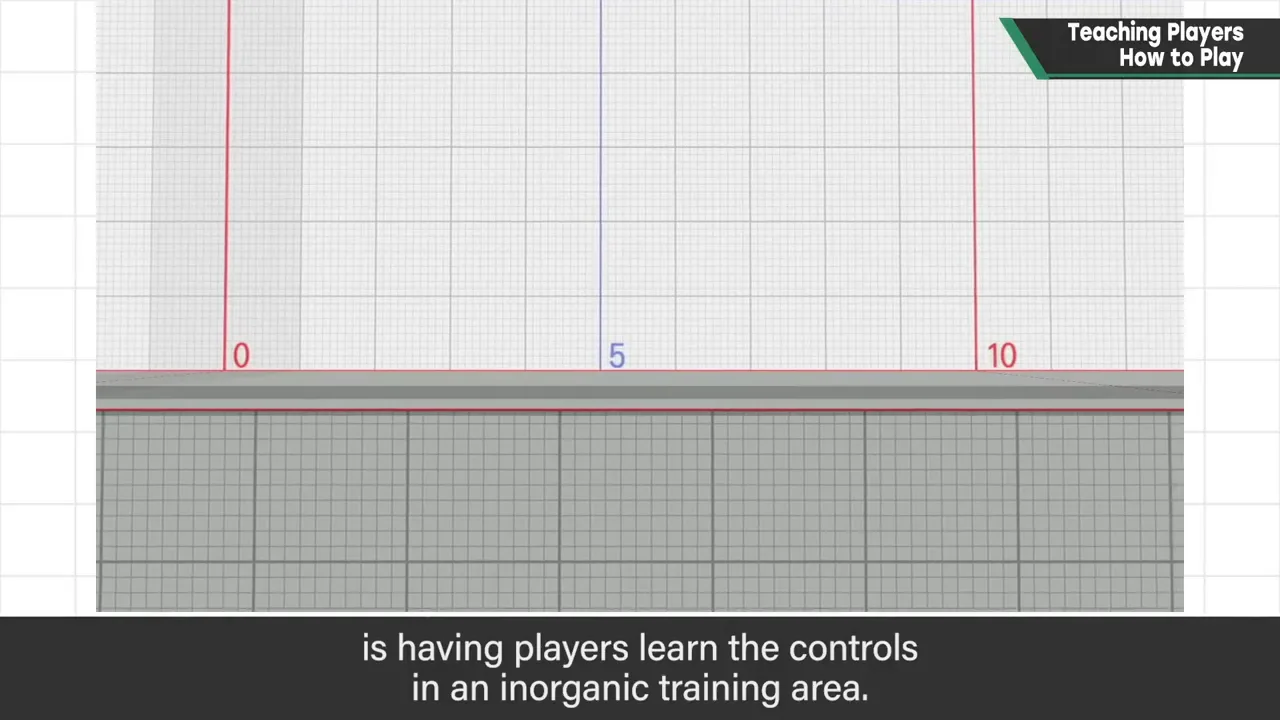 Teaching Players
How to Play
0
5
10
is having players learn the controls
in an inorganic training area.